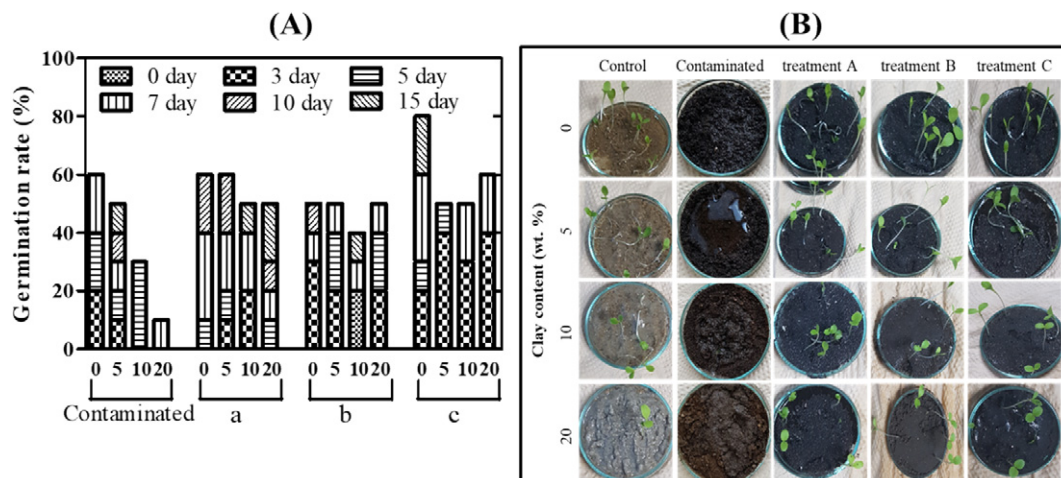 (A)
Germination rate (%)
100
80
60
40
20
0
0 day 3 day 5 day
7 day 10 day 15 day
0 5 10 20 0 5 10 20 0 5 10 20 0 5 10 20
Contaminated a b c
(B)
Control Contaminated treatment A treatment B treatment C
Clay content (wt. %)
0
5
10
20